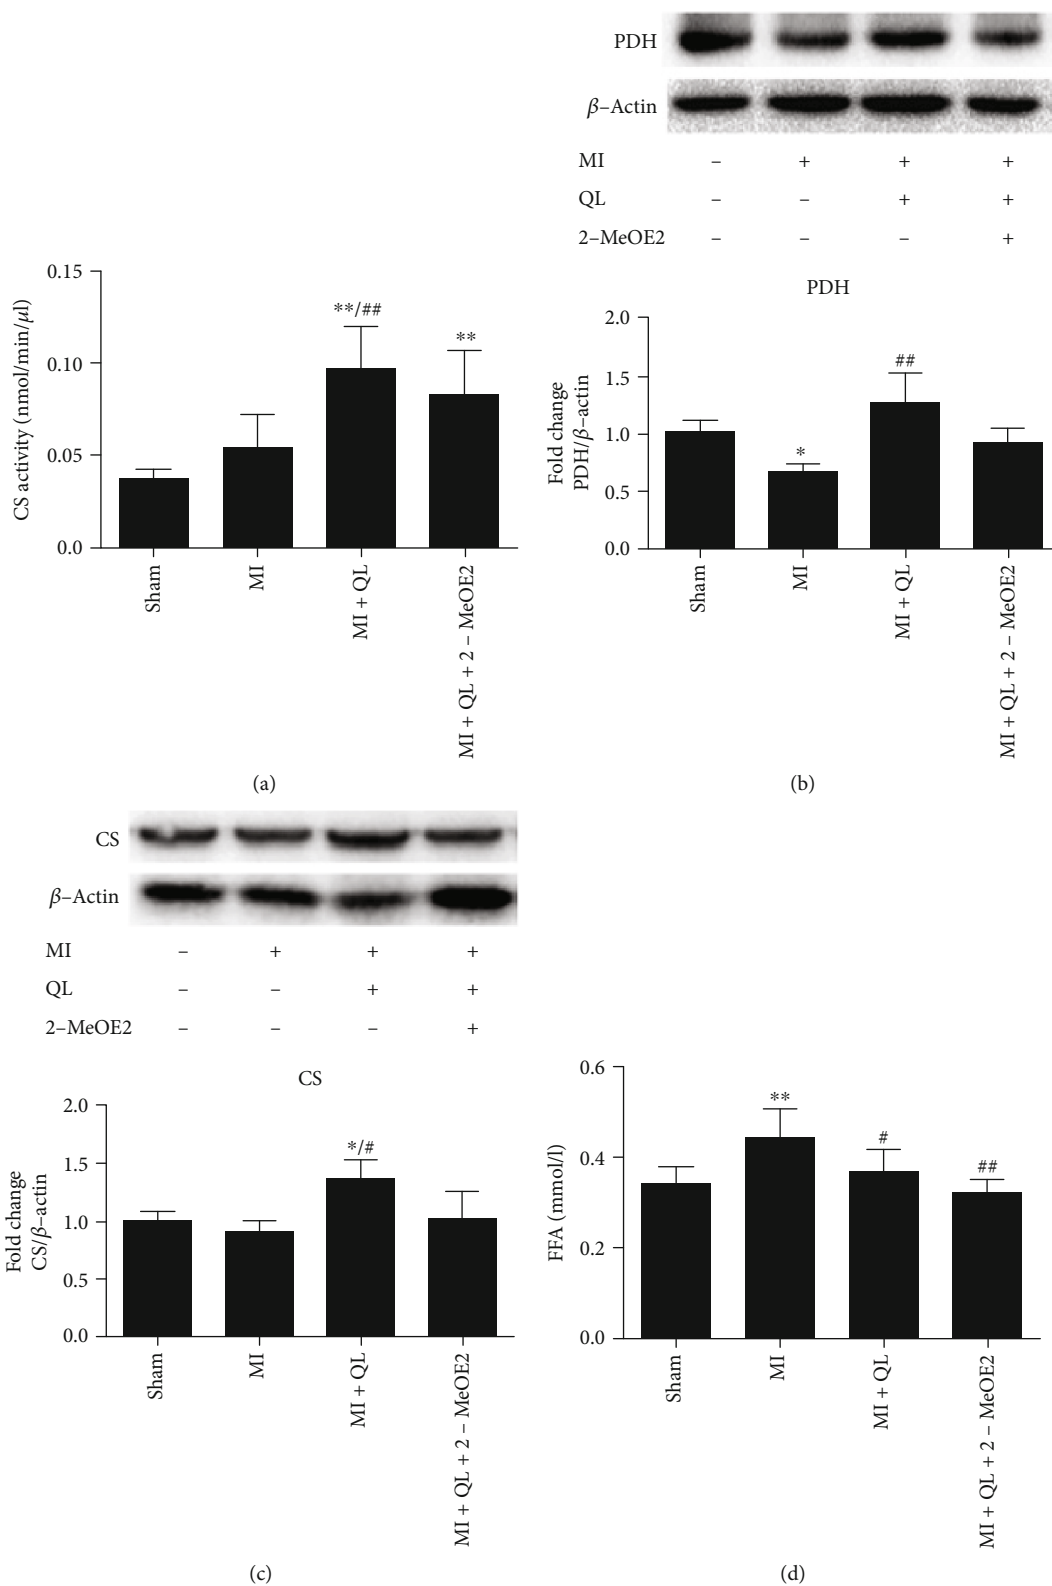 CS activity (nmol/min/μl)
0.15
0.10
0.05
0.0
**/##
**
Sham
MI
MI + QL
MI + QL + 2 – MeOE2
(a)
PDH
β–Actin
MI – + + +
QL – – + +
2–MeOE2 – – – +
PDH
Fold change
PDH/β–actin
2.0
1.5
1.0
0.5
0.0
*
##
Sham
MI
MI + QL
MI + QL + 2 – MeOE2
(b)
CS
β–Actin
MI – + + +
QL – – + +
2–MeOE2 – – – +
CS
Fold change
CS/β–actin
2.0
1.5
1.0
0.5
0.0
*/#
Sham
MI
MI + QL
MI + QL + 2 – MeOE2
(c)
FFA (mmol/l)
0.6
0.4
0.2
0.0
**
#
##
Sham
MI
MI + QL
MI + QL + 2 – MeOE2
(d)